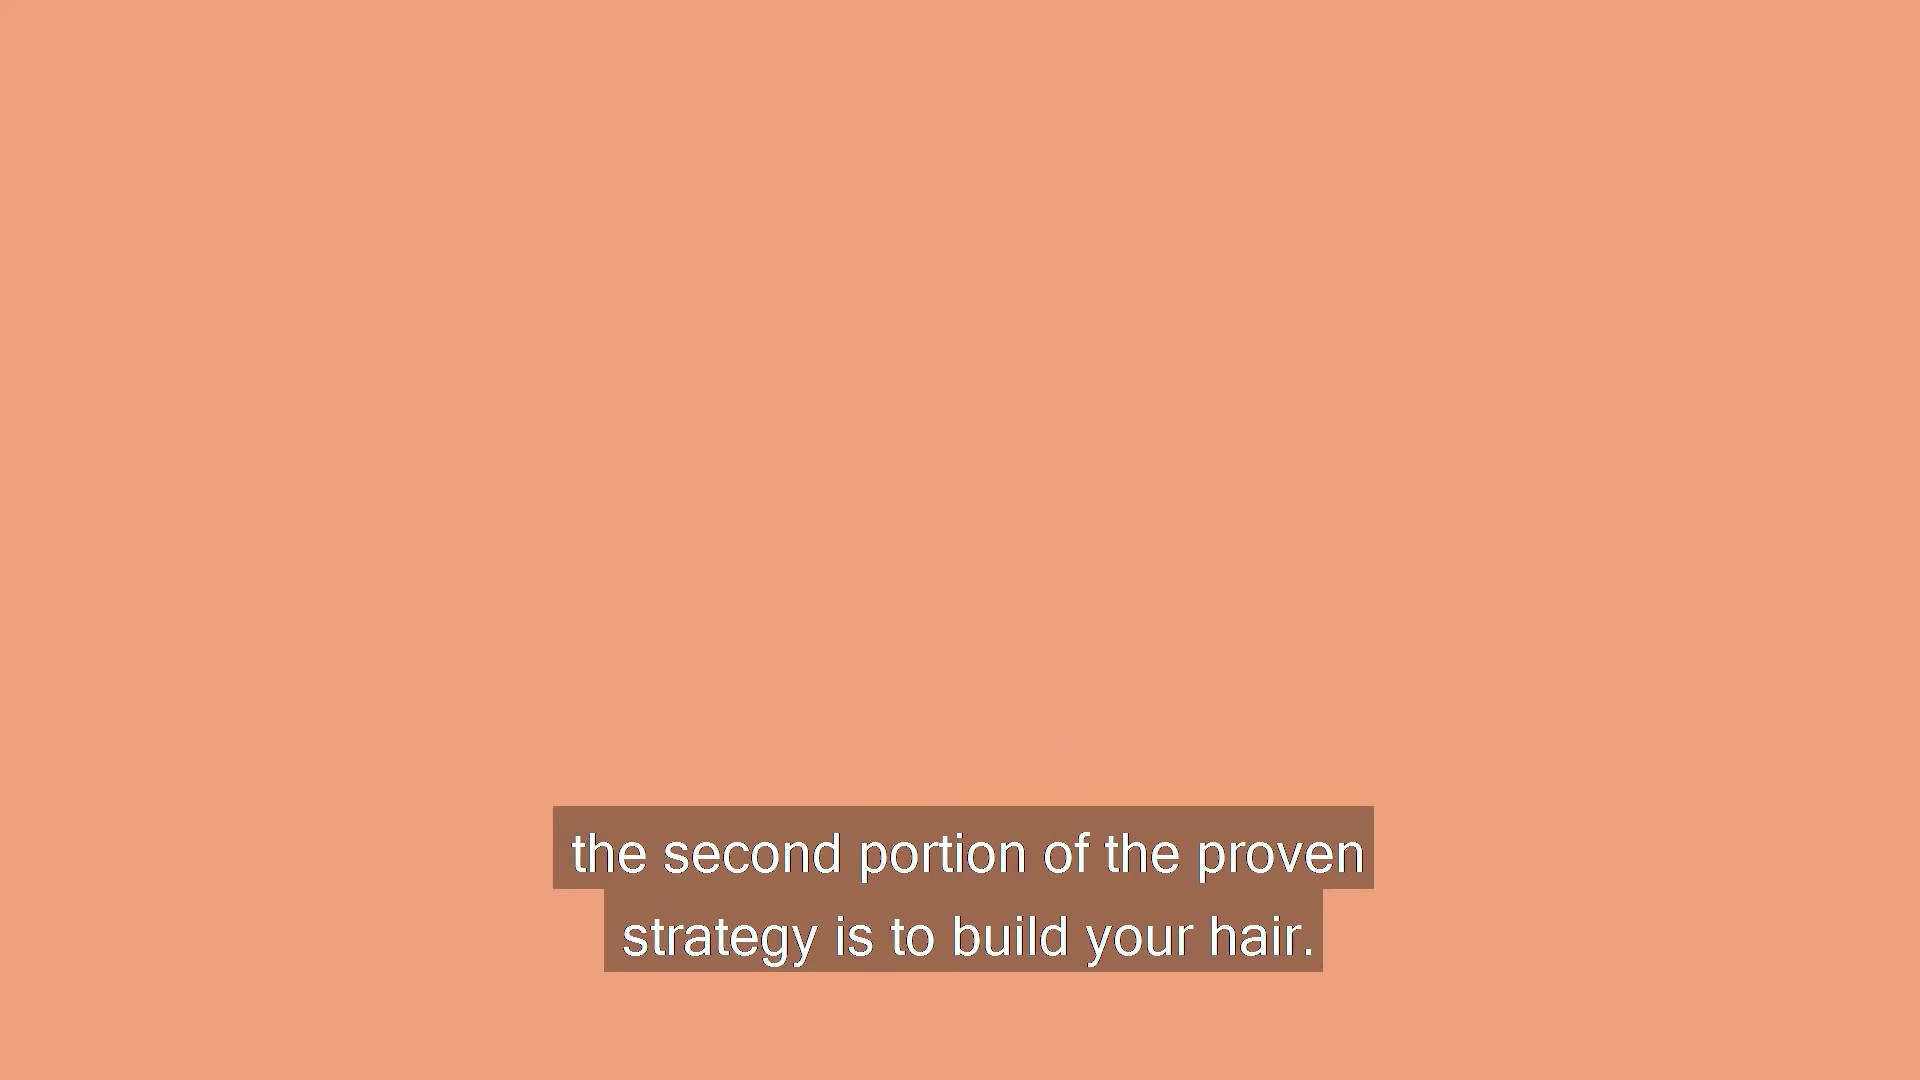 the second portion of the proven
strategy is to build your hair.